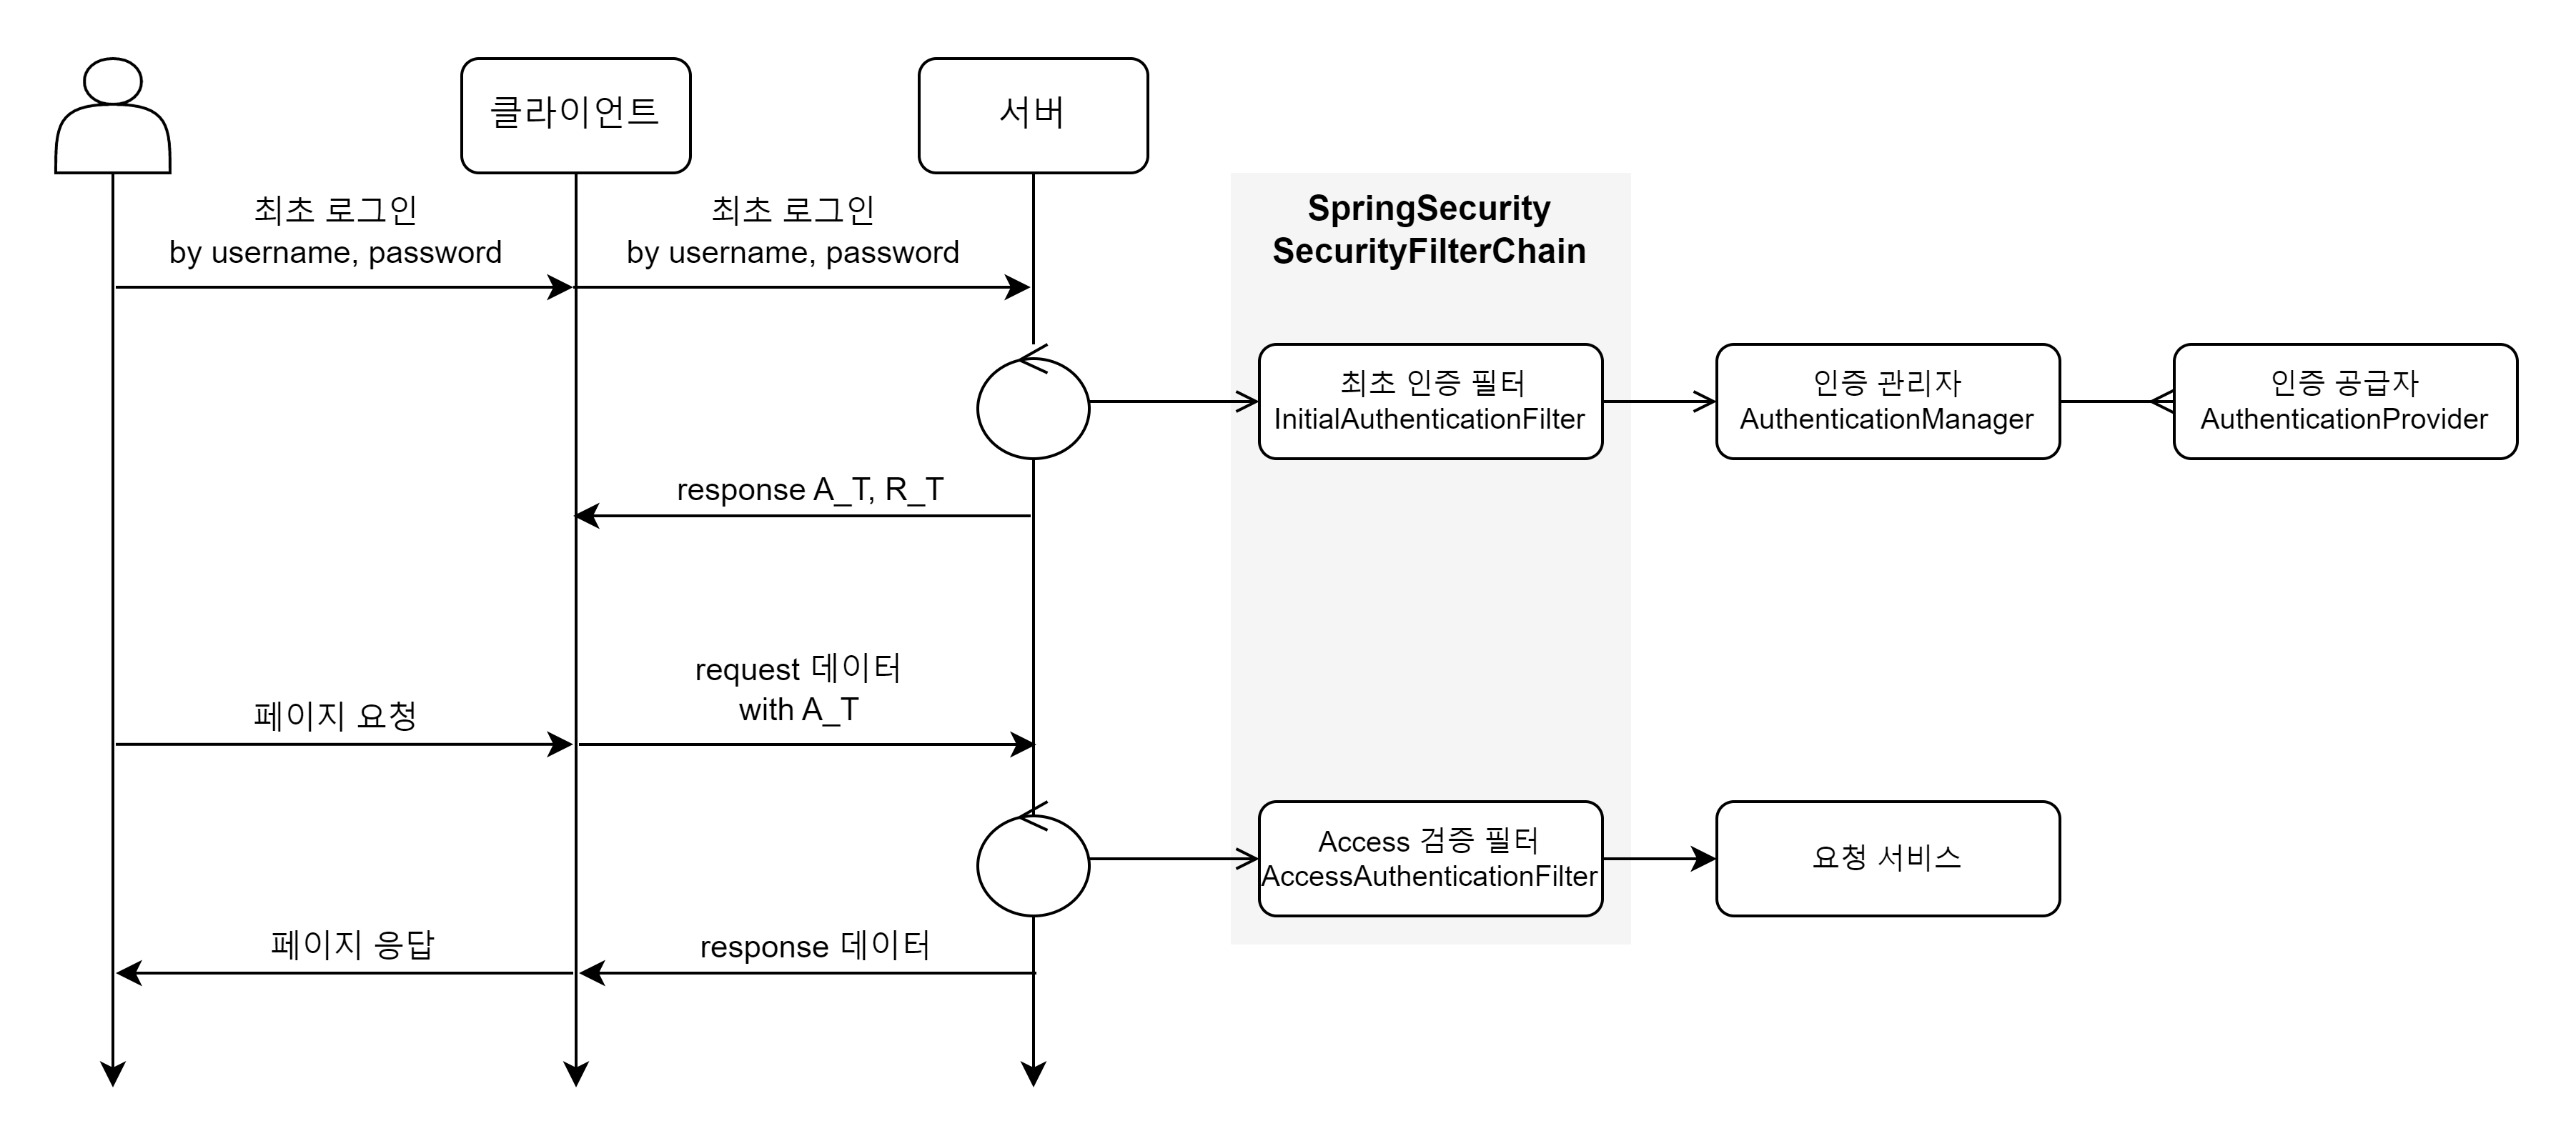 클라이언트
서버
최초 로그인
by username, password
최초 로그인
by username, password
SpringSecurity
SecurityFilterChain
최초 인증 필터
InitialAuthenticationFilter
인증 관리자
AuthenticationManager
인증 공급자
AuthenticationProvider
response A_T, R_T
페이지 요청
request 데이터
with A_T
Access 검증 필터
AccessAuthenticationFilter
요청 서비스
페이지 응답
response 데이터